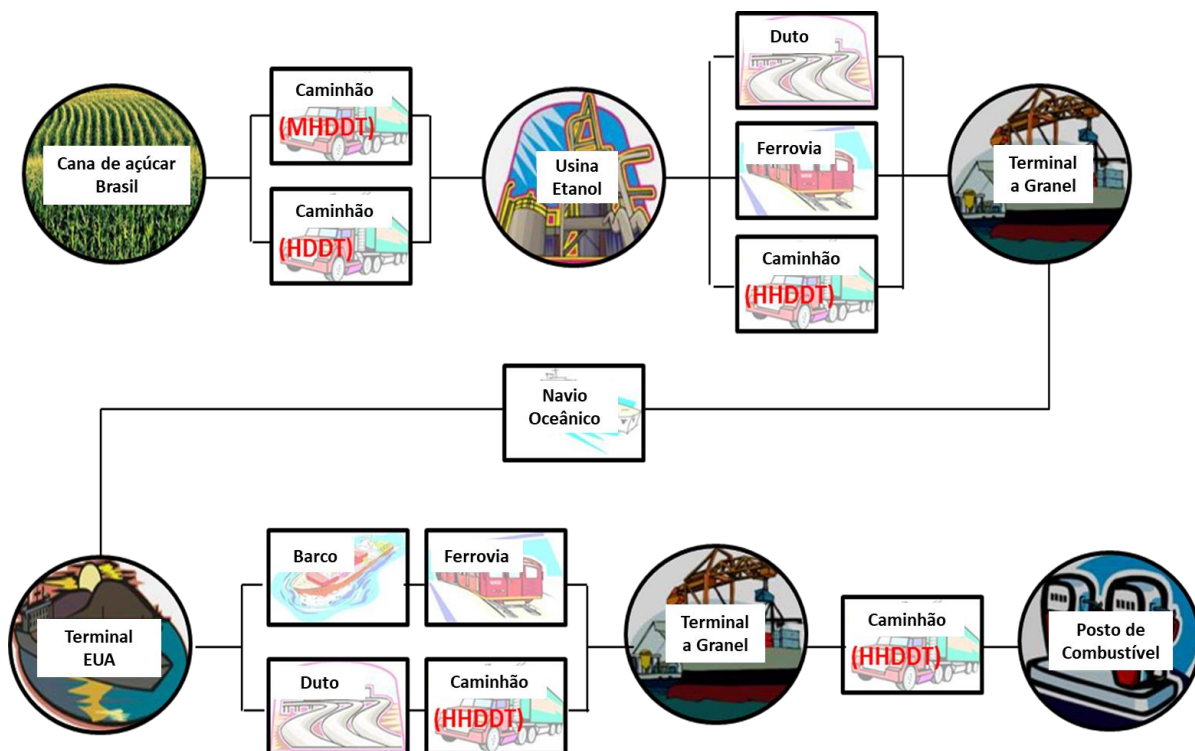 Cana de açúcar
Brasil
Caminhão
(MHDDT)
Caminhão
(HDDT)
Usina
Etanol
Duto
Ferrovia
Caminhão
(HHDDT)
Terminal
a Granel
Navio
Oceânico
Terminal
EUA
Barco
Ferrovia
Duto
Caminhão
(HHDDT)
Terminal
a Granel
Caminhão
(HHDDT)
Posto de
Combustível